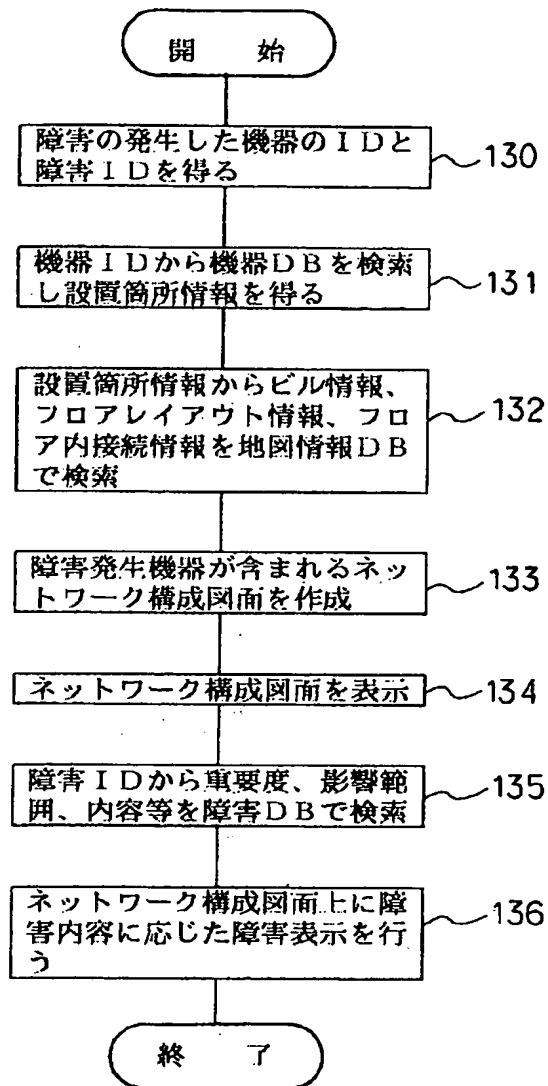 開 始
障害の発生した機器のＩＤと
障害ＩＤを得る
130
機器ＩＤから機器ＤＢを検索
し設置箇所情報を得る
131
設置箇所情報からビル情報、
フロアレイアウト情報、フロ
ア内接続情報を地図情報ＤＢ
で検索
132
障害発生機器が含まれるネッ
トワーク構成図面を作成
133
ネットワーク構成図面を表示
134
障害ＩＤから重要度、影響範
囲、内容等を障害ＤＢで検索
135
ネットワーク構成図面上に障
害内容に応じた障害表示を行
う
136
終 了